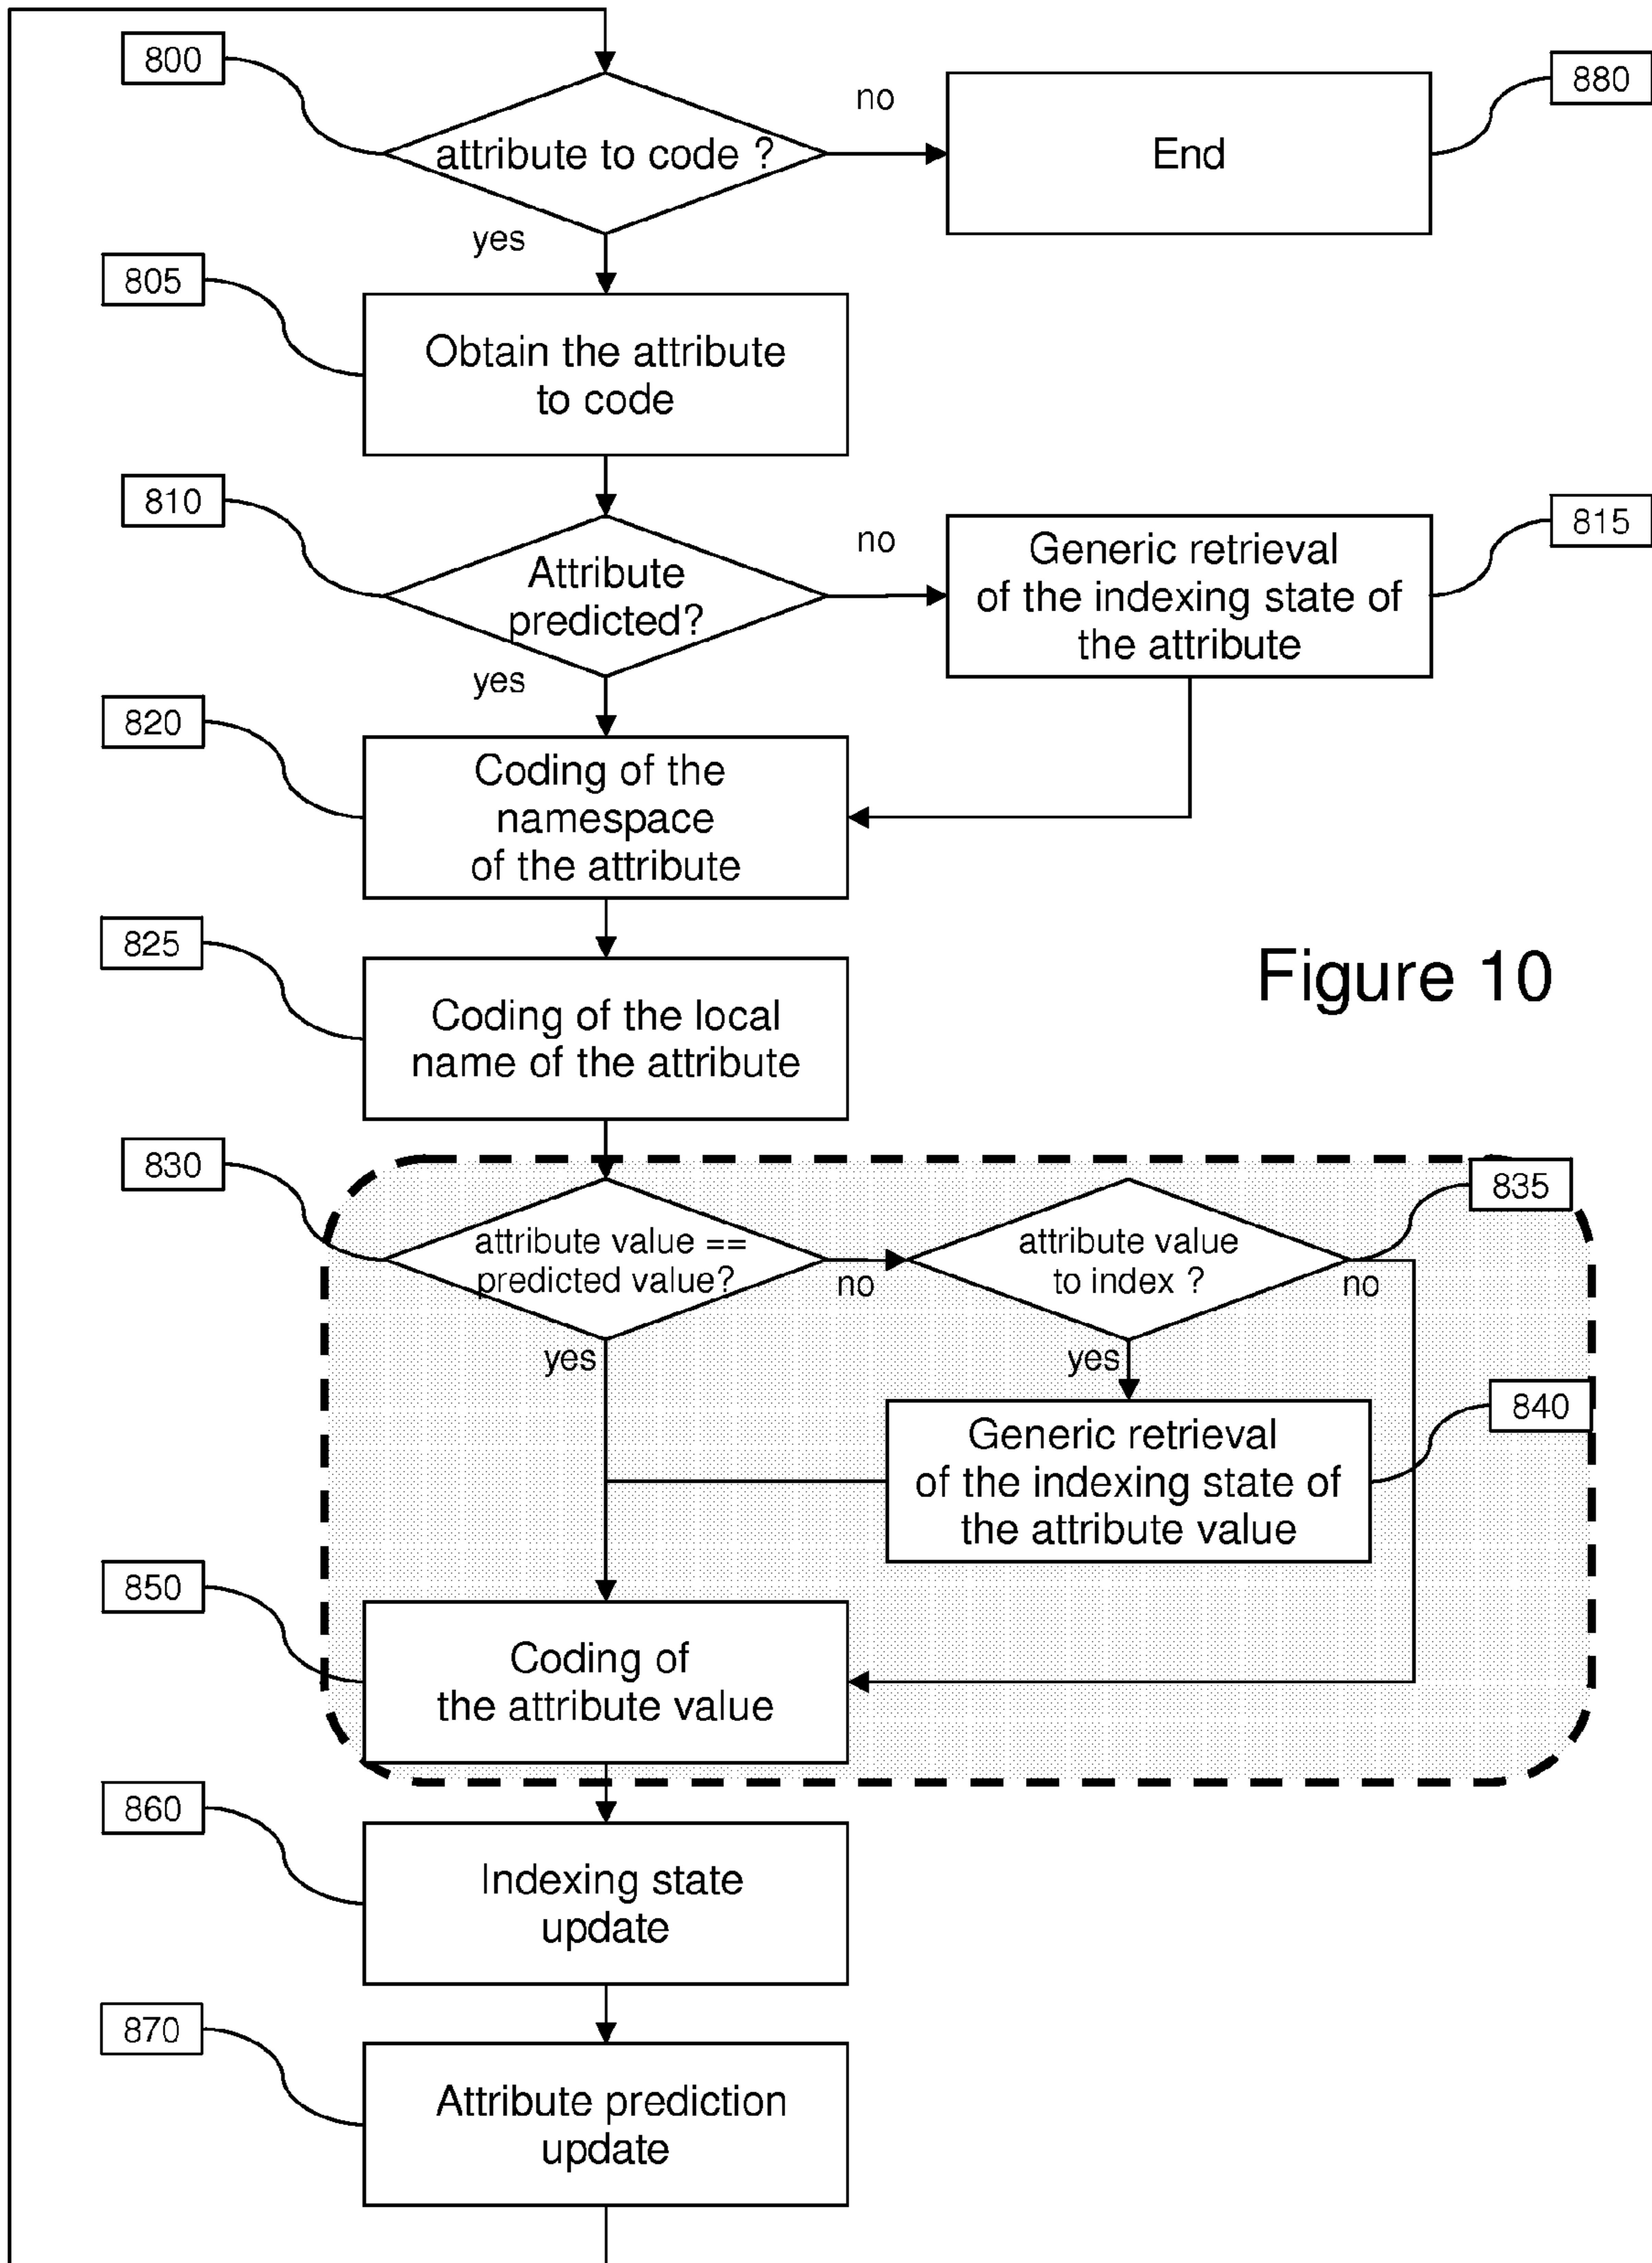 800
880
no
attribute to code ?
End
yes
805
Obtain the attribute
to code
810
815
no
Generic retrieval
of the indexing state of
the attribute
Attribute
predicted?
yes
820
Coding of the
namespace
of the attribute
825
Figure 10
Coding of the local
name of the attribute
830
835
attribute value ==
predicted value?
no
attribute value
to index ?
no
yes
yes
840
Generic retrieval
of the indexing state of
the attribute value
850
Coding of
the attribute value
860
Indexing state
update
870
Attribute prediction
update